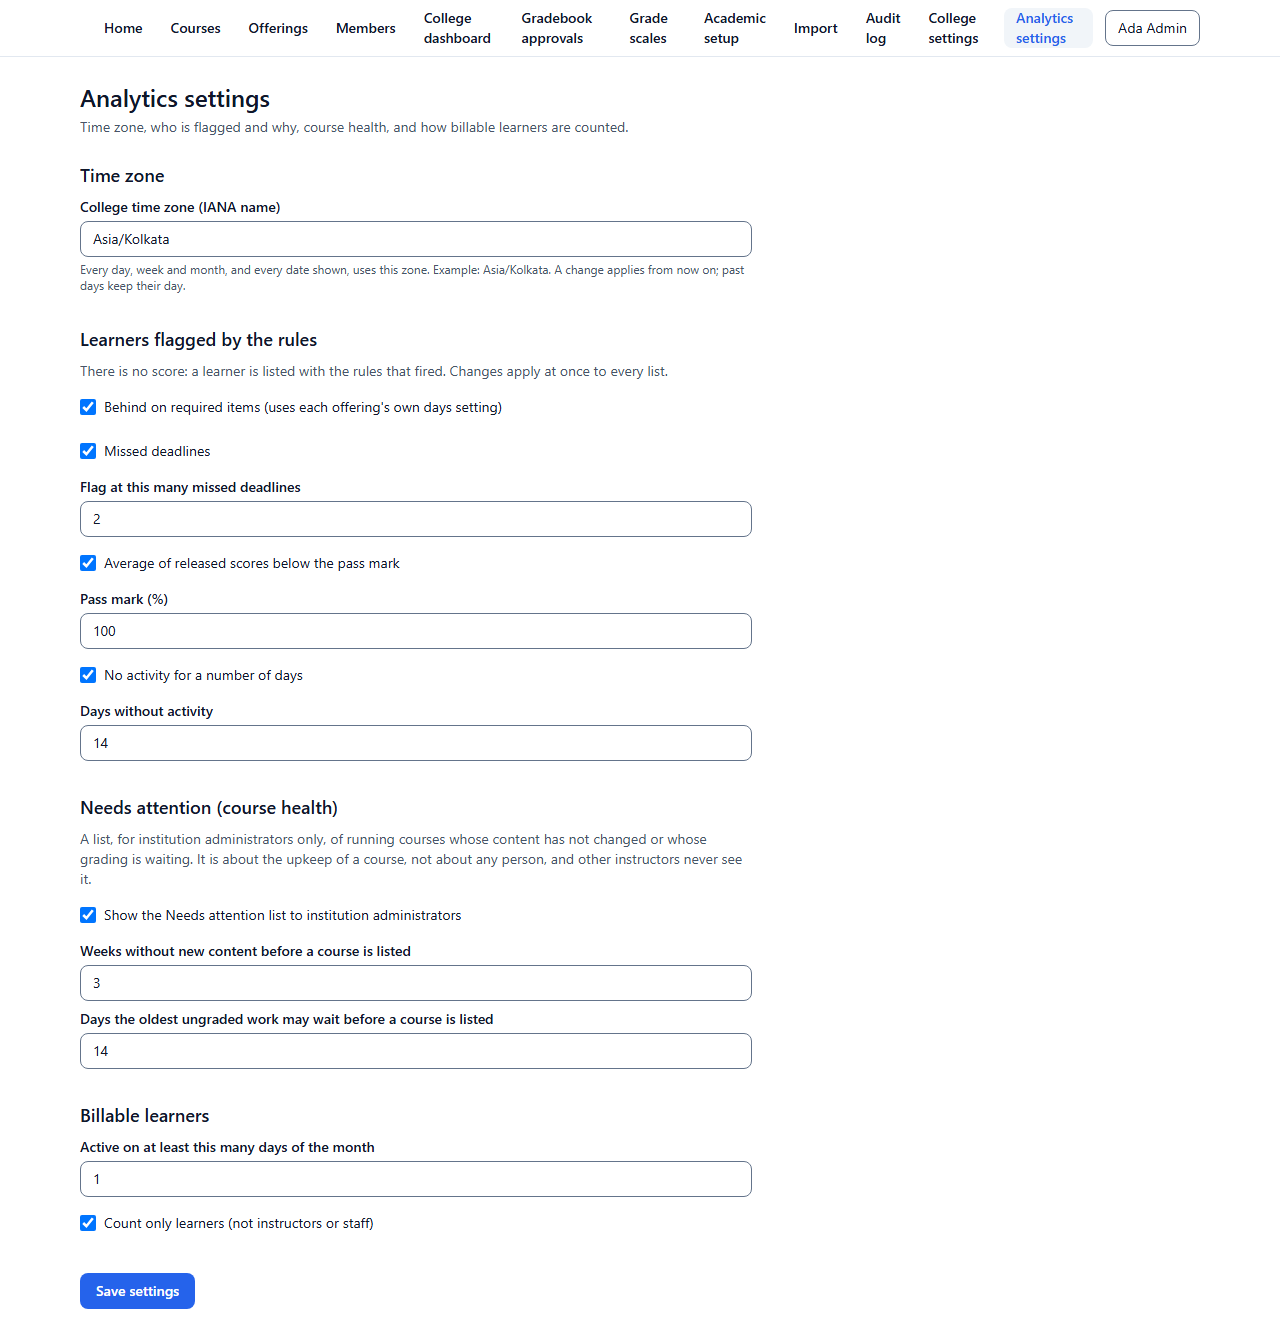 Home
Courses
Offerings
Members
College dashboard
Gradebook approvals
Grade scales
Academic setup
Import
Audit log
College settings
Analytics settings
Ada Admin
Analytics settings
Time zone, who is flagged and why, course health, and how billable learners are counted.
Time zone
College time zone (IANA name)
Asia/Kolkata
Every day, week and month, and every date shown, uses this zone. Example: Asia/Kolkata. A change applies from now on; past
days keep their day.
Learners flagged by the rules
There is no score: a learner is listed with the rules that fired. Changes apply at once to every list.
Behind on required items (uses each offering's own days setting)
Missed deadlines
Flag at this many missed deadlines
2
Average of released scores below the pass mark
Pass mark (%)
100
No activity for a number of days
Days without activity
14
Needs attention (course health)
A list, for institution administrators only, of running courses whose content has not changed or whose
grading is waiting. It is about the upkeep of a course, not about any person, and other instructors never see
it.
Show the Needs attention list to institution administrators
Weeks without new content before a course is listed
3
Days the oldest ungraded work may wait before a course is listed
14
Billable learners
Active on at least this many days of the month
1
Count only learners (not instructors or staff)
Save settings